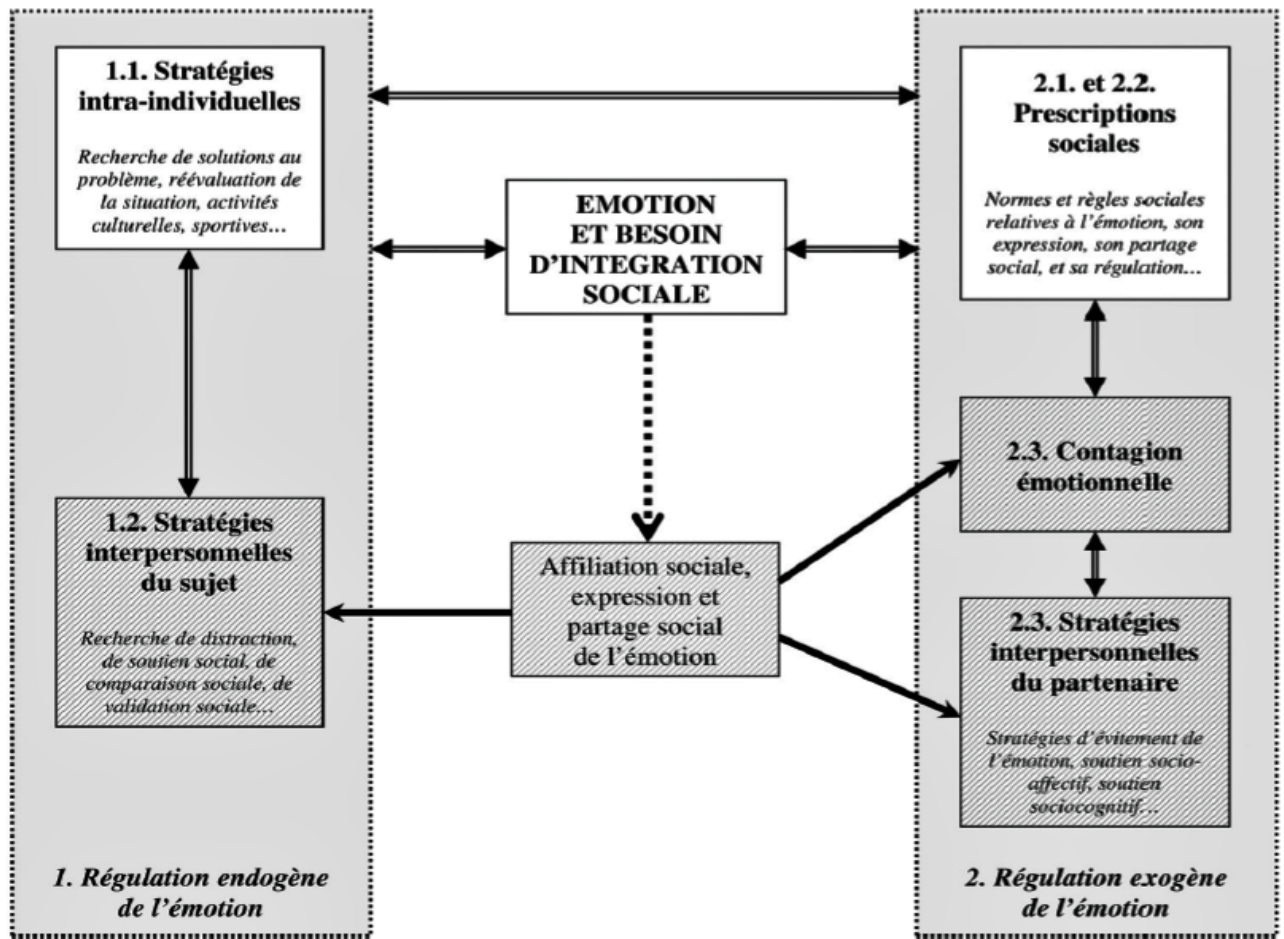 1.1. Stratégies
intra-individuelles
Recherche de solutions au
problème, réévaluation de
la situation, activités
culturelles, sportives...
1.2. Stratégies
interpersonnelles
du sujet
Recherche de distraction,
de soutien social, de
comparaison sociale, de
validation sociale...
1. Régulation endogène
de l'émotion
EMOTION
ET BESOIN
D'INTEGRATION
SOCIALE
Affiliation sociale,
expression et
partage social
de l'émotion
2.1. et 2.2.
Prescriptions
sociales
Normes et règles sociales
relatives à l'émotion, son
expression, son partage
social, et sa régulation...
2.3. Contagion
émotionnelle
2.3. Stratégies
interpersonnelles
du partenaire
Stratégies d'évitement de
l'émotion, soutien socio-
affectif, soutien
sociocognitif...
2. Régulation exogène
de l'émotion